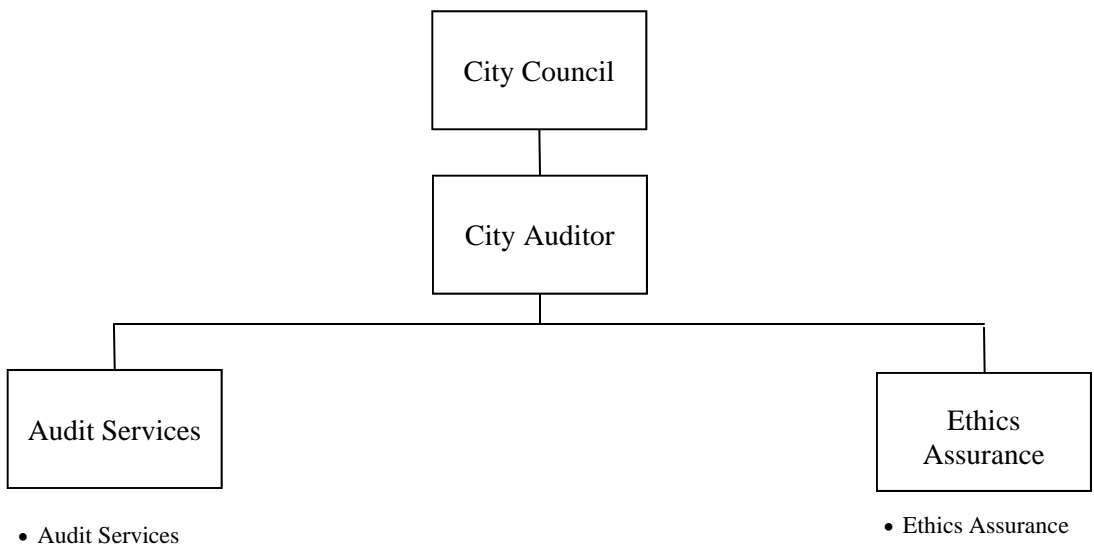 City Council
City Auditor
Audit Services
Ethics
Assurance
• Audit Services
• Ethics Assurance